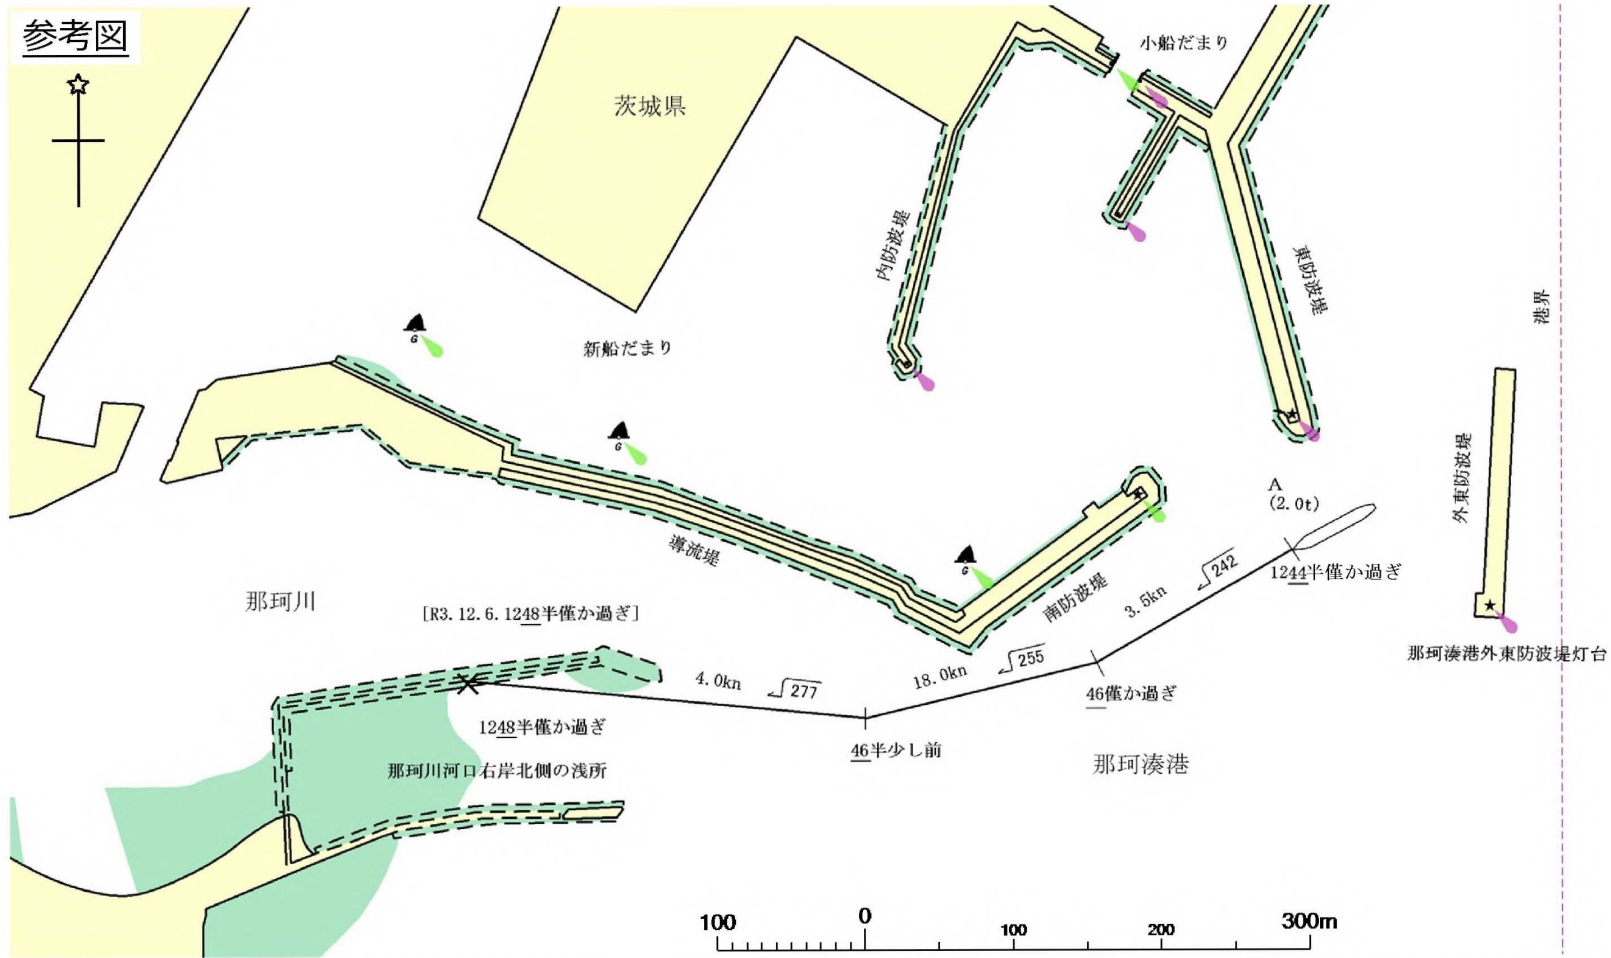 参考図
小船だまり
茨城県
内防波堤
東防波堤
港界
新船だまり
G
G
G
外東防波堤
A
(2.0t)
導流堤
南防波堤
242
1244半僅か過ぎ
3.5kn
那珂川
[R3.12.6.1248半僅か過ぎ]
那珂湊港外東防波堤灯台
255
18.0kn
4.0kn
277
46僅か過ぎ
1248半僅か過ぎ
46半少し前
那珂湊港
那珂川河口右岸北側の浅所
100
0
100
200
300m